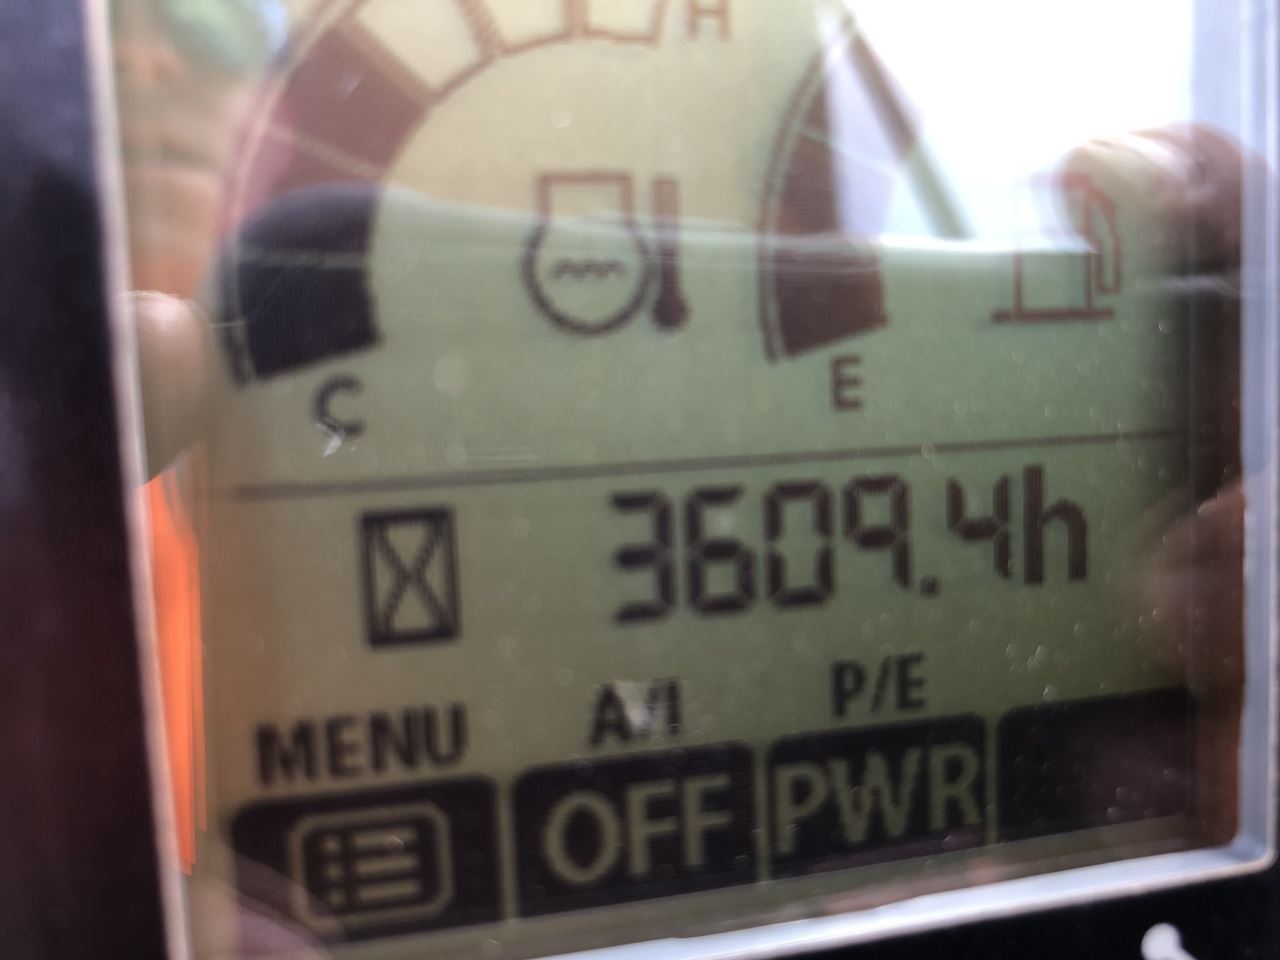 H
C
E
3609.4h
MENU
A/I
P/E
OFF
PWR